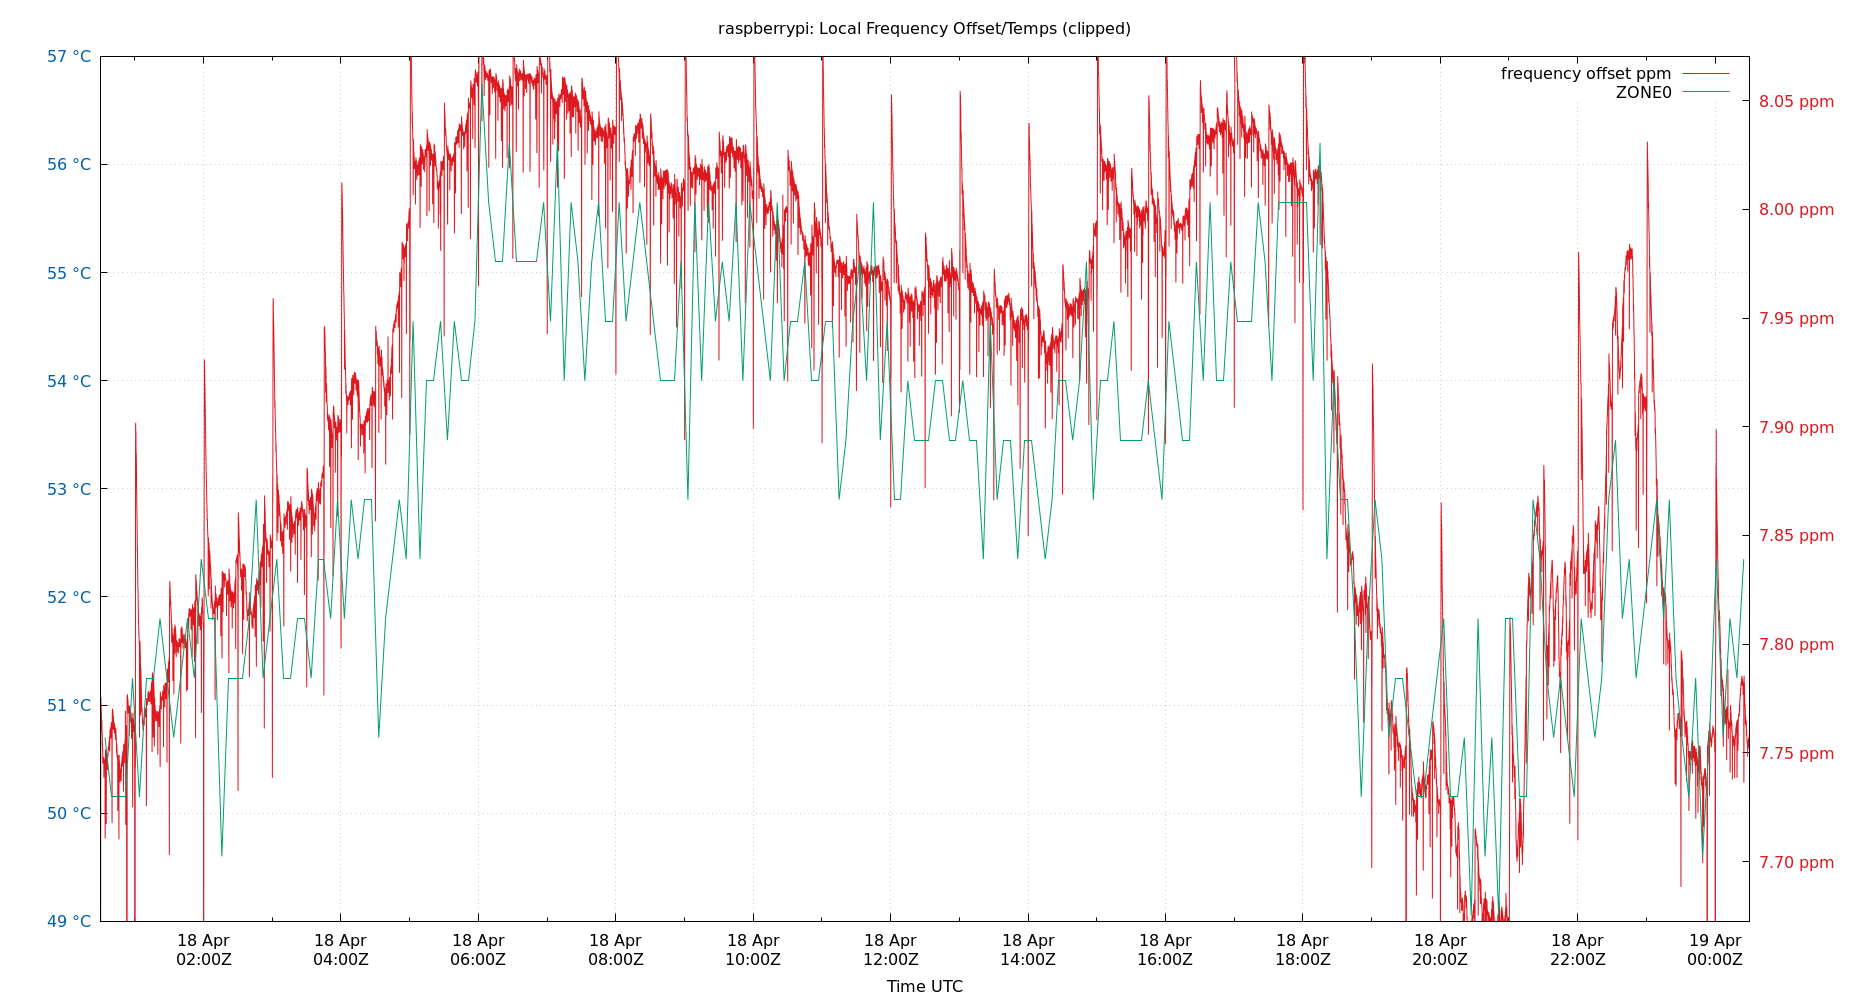 raspberrypi: Local Frequency Offset/Temps (clipped)
57 °C
56 °C
55 °C
54 °C
53 °C
52 °C
51 °C
50 °C
49 °C
frequency offset ppm
ZONE0
8.05 ppm
8.00 ppm
7.95 ppm
7.90 ppm
7.85 ppm
7.80 ppm
7.75 ppm
7.70 ppm
18 Apr 18 Apr 18 Apr 18 Apr 18 Apr 18 Apr 18 Apr 18 Apr 18 Apr 18 Apr 18 Apr 19 Apr
02:00Z 04:00Z 06:00Z 08:00Z 10:00Z 12:00Z 14:00Z 16:00Z 18:00Z 20:00Z 22:00Z 00:00Z
Time UTC